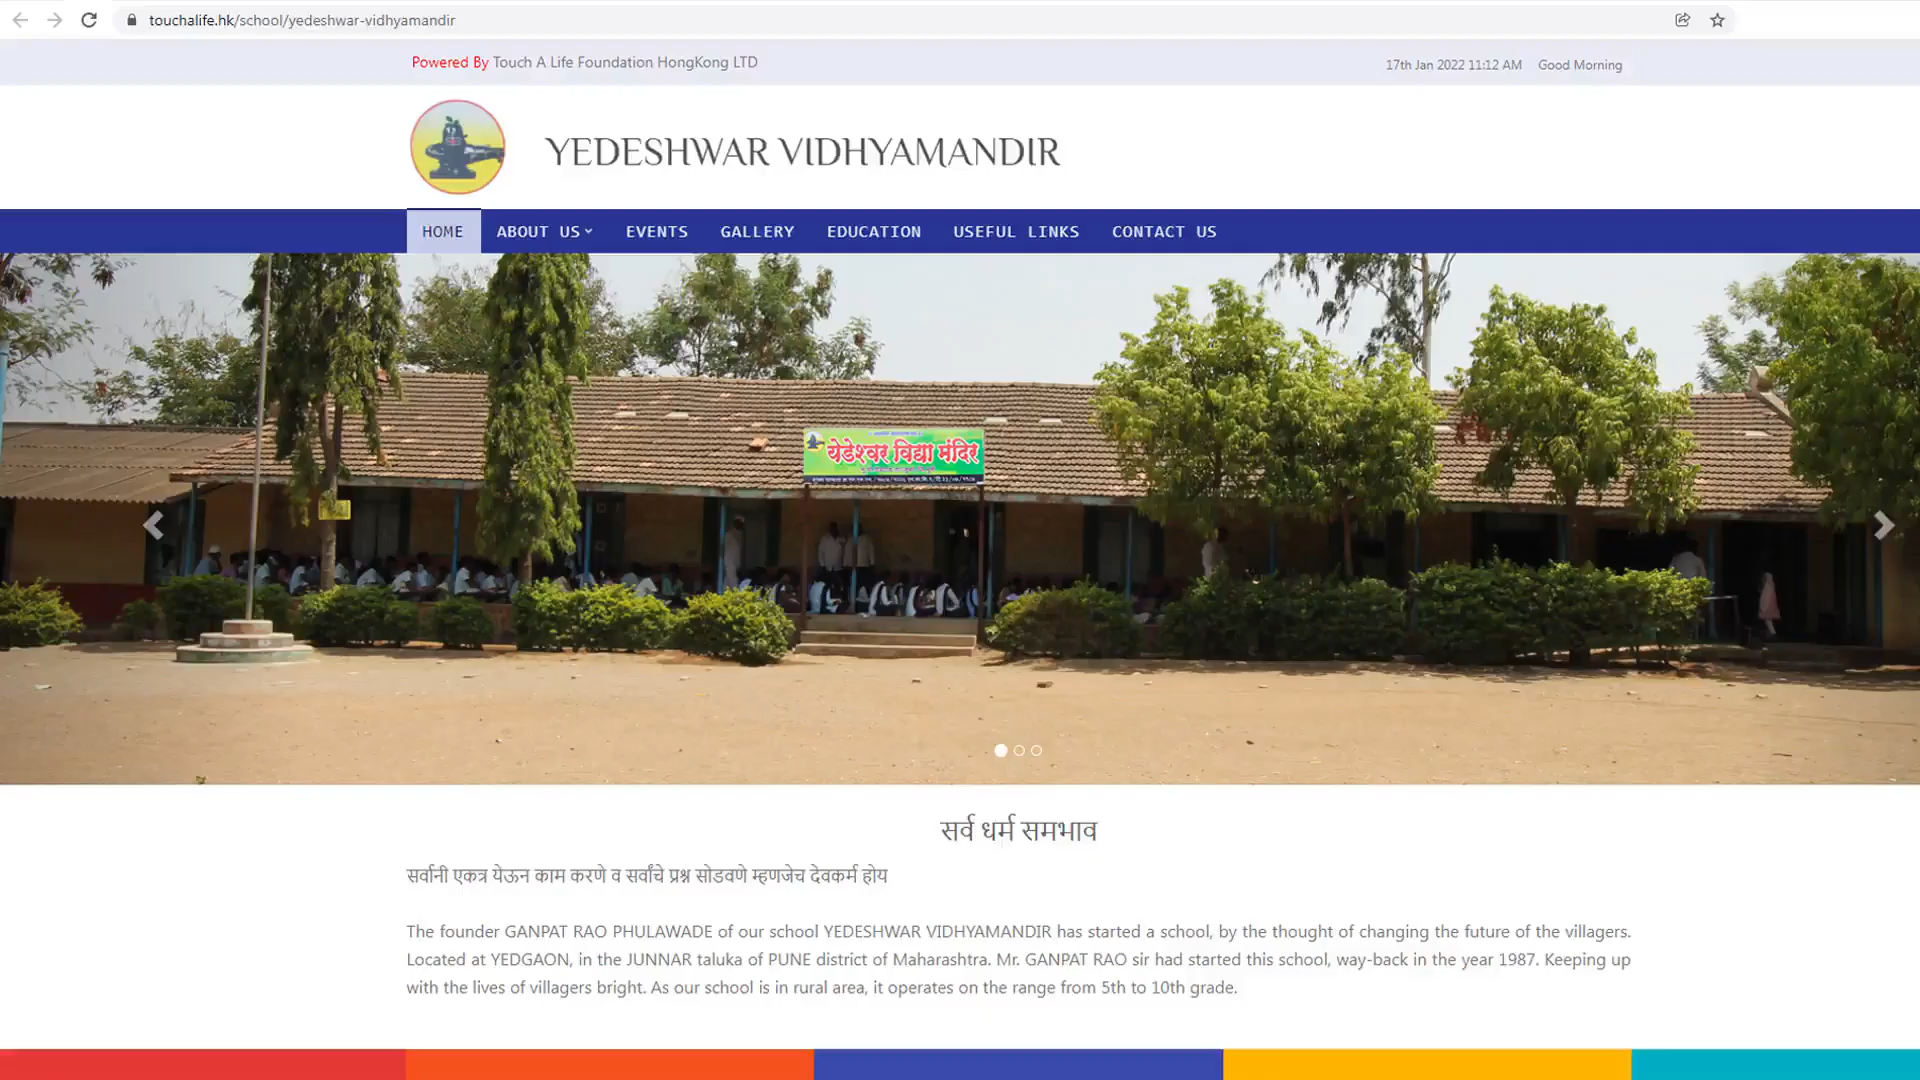 touchalife.hk/school/yedeshwar-vidhyamandir
Powered By Touch A Life Foundation HongKong LTD
17th Jan 2022 11:12 AM Good Morning
YEDESHWAR VIDHYAMANDIR
HOME ABOUT US EVENTS GALLERY EDUCATION USEFUL LINKS CONTACT US
येडेश्वर विद्या मंदिर
सर्व धर्म समभाव
सर्वानी एकत्र येऊन काम करणे व सर्वांचे प्रश्न सोडवणे म्हणजेच देवकर्म होय
The founder GANPAT RAO PHULAWADE of our school YEDESHWAR VIDHYAMANDIR has started a school, by the thought of changing the future of the villagers.
Located at YEDGAON, in the JUNNAR taluka of PUNE district of Maharashtra. Mr. GANPAT RAO sir had started this school, way-back in the year 1987. Keeping up
with the lives of villagers bright. As our school is in rural area, it operates on the range from 5th to 10th grade.